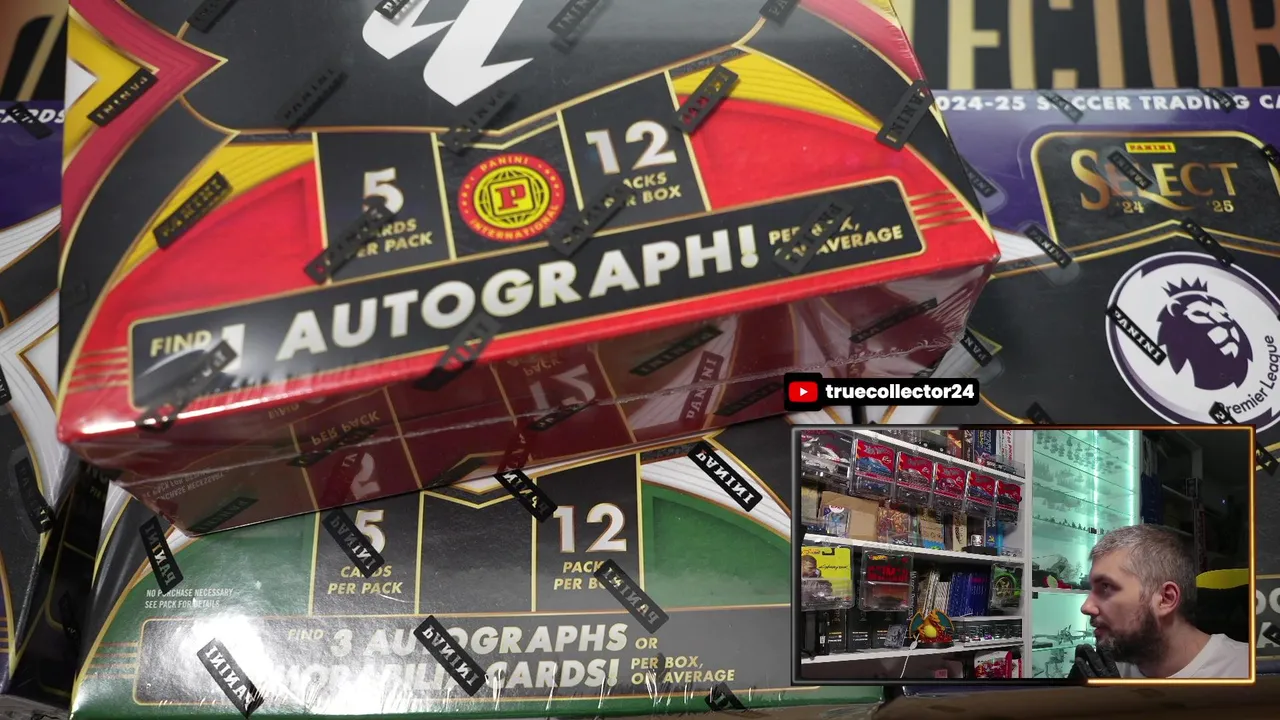 2024-25 SOCCER TRADING CA
PANINI
SELECT
'24 '25
Premier League
5
CARDS
PER PACK
PANINI
P
INTERNATIONAL
12
PACKS
PER BOX
FIND 1 AUTOGRAPH! PER BOX,
ON AVERAGE
truecollector24
5
CARDS
PER PACK
12
PACKS
PER BOX
NO PURCHASE NECESSARY
SEE PACK FOR DETAILS
FIND 3 AUTOGRAPHS OR
MEMORABILIA CARDS! PER BOX,
ON AVERAGE
PANINI